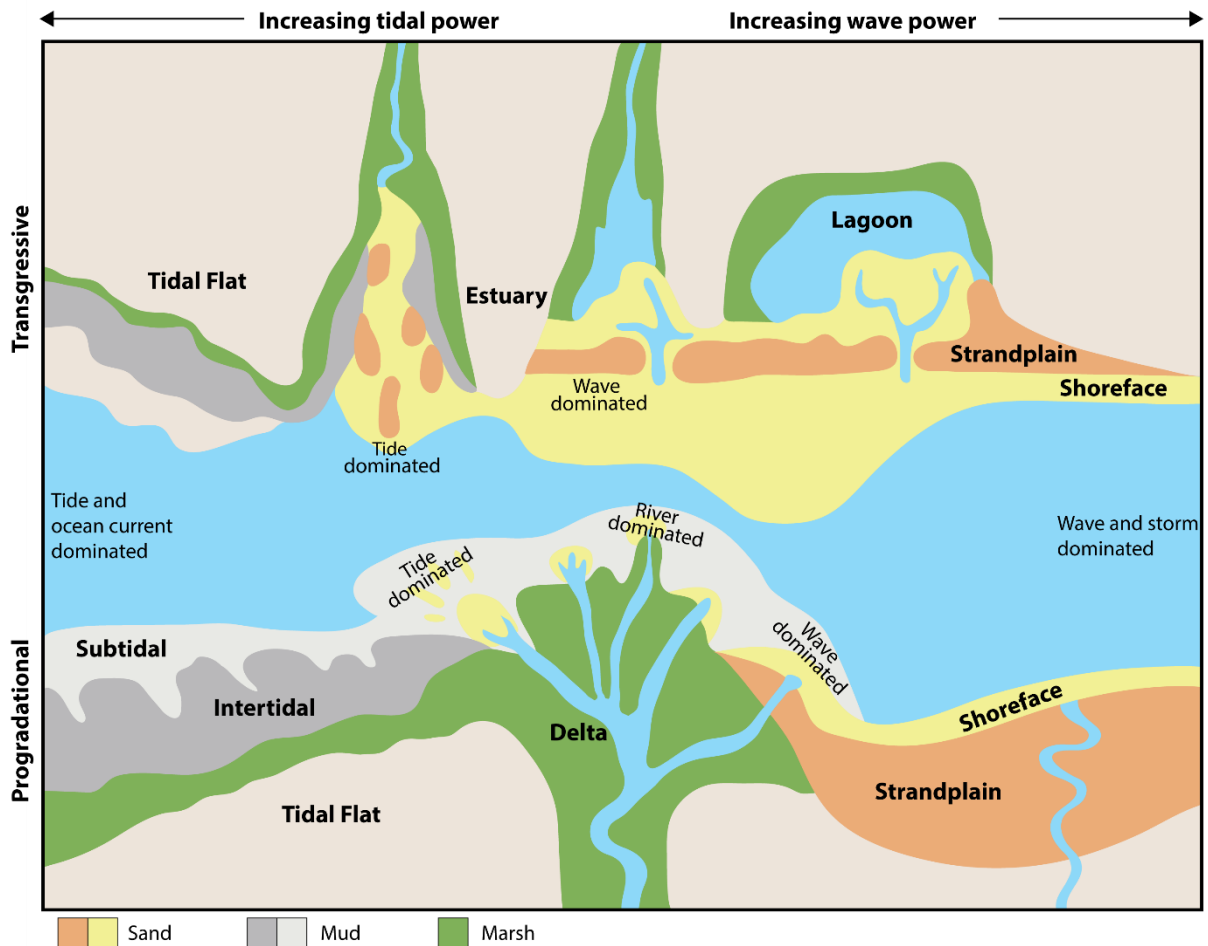 Increasing tidal power
Increasing wave power
Transgressive
Lagoon
Tidal Flat
Estuary
Strandplain
Wave
dominated
Shoreface
Tide
dominated
Tide and
ocean current
dominated
River
dominated
Wave and storm
dominated
Tide
dominated
Progradational
Subtidal
Wave
dominated
Intertidal
Shoreface
Delta
Strandplain
Tidal Flat
Sand
Mud
Marsh